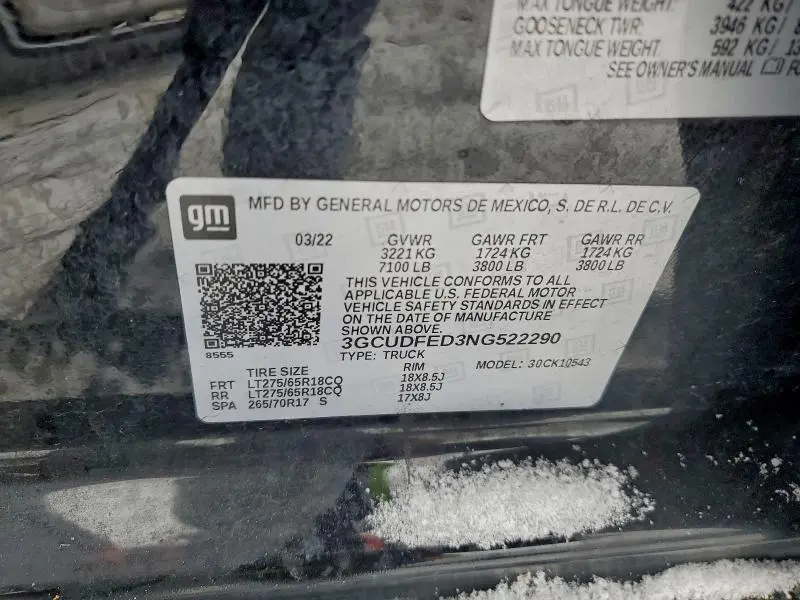 MAX TONGUE WEIGHT: 422 KG /
GOOSENECK TWR: 3946 KG /
MAX TONGUE WEIGHT: 592 KG / 13
SEE OWNER'S MANUAL FO
gm MFD BY GENERAL MOTORS DE MEXICO, S. DE R.L. DE C.V.
03/22 GVWR GAWR FRT GAWR RR
3221 KG 1724 KG 1724 KG
7100 LB 3800 LB 3800 LB
THIS VEHICLE CONFORMS TO ALL
APPLICABLE U.S. FEDERAL MOTOR
VEHICLE SAFETY STANDARDS IN EFFECT
ON THE DATE OF MANUFACTURE
SHOWN ABOVE.
8555
3GCUDFED3NG522290
TYPE: TRUCK MODEL: 30CK10543
TIRE SIZE RIM
FRT LT275/65R18CQ 18X8.5J
RR LT275/65R18CQ 18X8.5J
SPA 265/70R17 S 17X8J